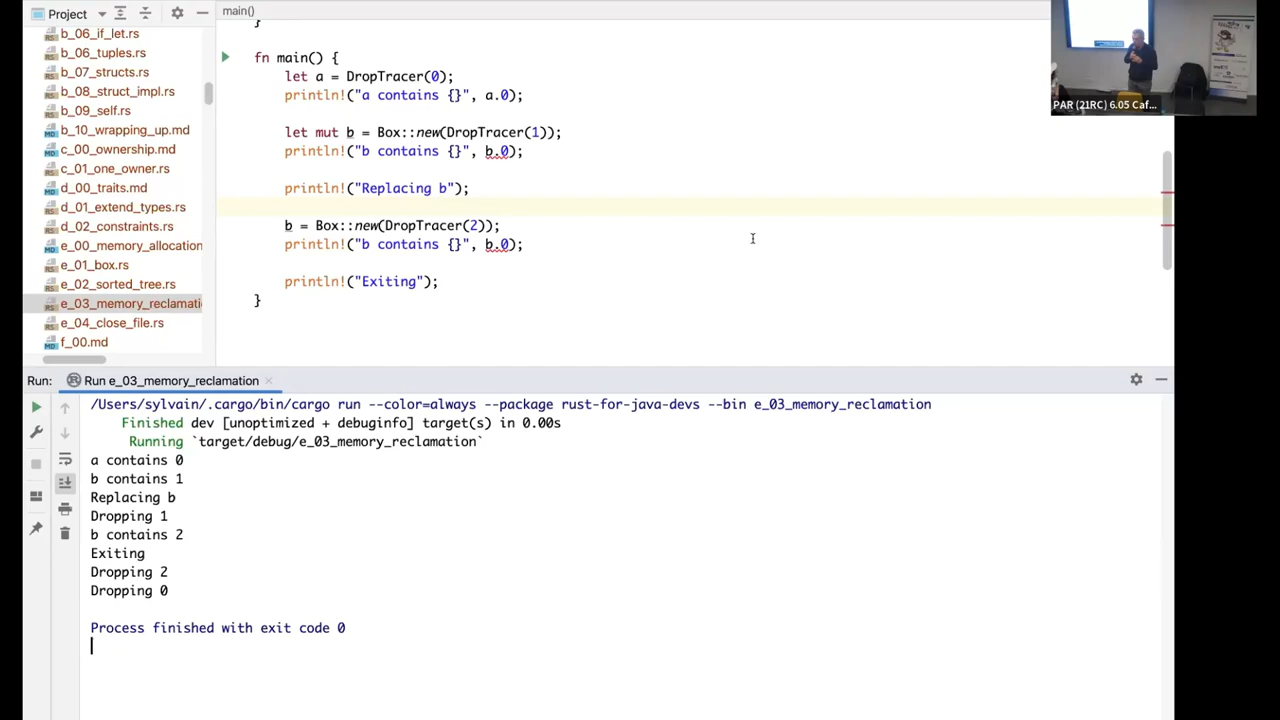 Project
main()
b_06_if_let.rs
b_06_tuples.rs
b_07_structs.rs
b_08_struct_impl.rs
b_09_self.rs
b_10_wrapping_up.md
c_00_ownership.md
c_01_one_owner.rs
d_00_traits.md
d_01_extend_types.rs
d_02_constraints.rs
e_00_memory_allocation
e_01_box.rs
e_02_sorted_tree.rs
e_03_memory_reclamati
e_04_close_file.rs
f_00.md
}
fn main() {
let a = DropTracer(0);
println!("a contains {}", a.0);
let mut b = Box::new(DropTracer(1));
println!("b contains {}", b.0);
println!("Replacing b");
b = Box::new(DropTracer(2));
println!("b contains {}", b.0);
println!("Exiting");
}
PAR (21RC) 6.05 Caf...
Run: Run e_03_memory_reclamation
/Users/sylvain/.cargo/bin/cargo run --color=always --package rust-for-java-devs --bin e_03_memory_reclamation
Finished dev [unoptimized + debuginfo] target(s) in 0.00s
Running `target/debug/e_03_memory_reclamation`
a contains 0
b contains 1
Replacing b
Dropping 1
b contains 2
Exiting
Dropping 2
Dropping 0
Process finished with exit code 0